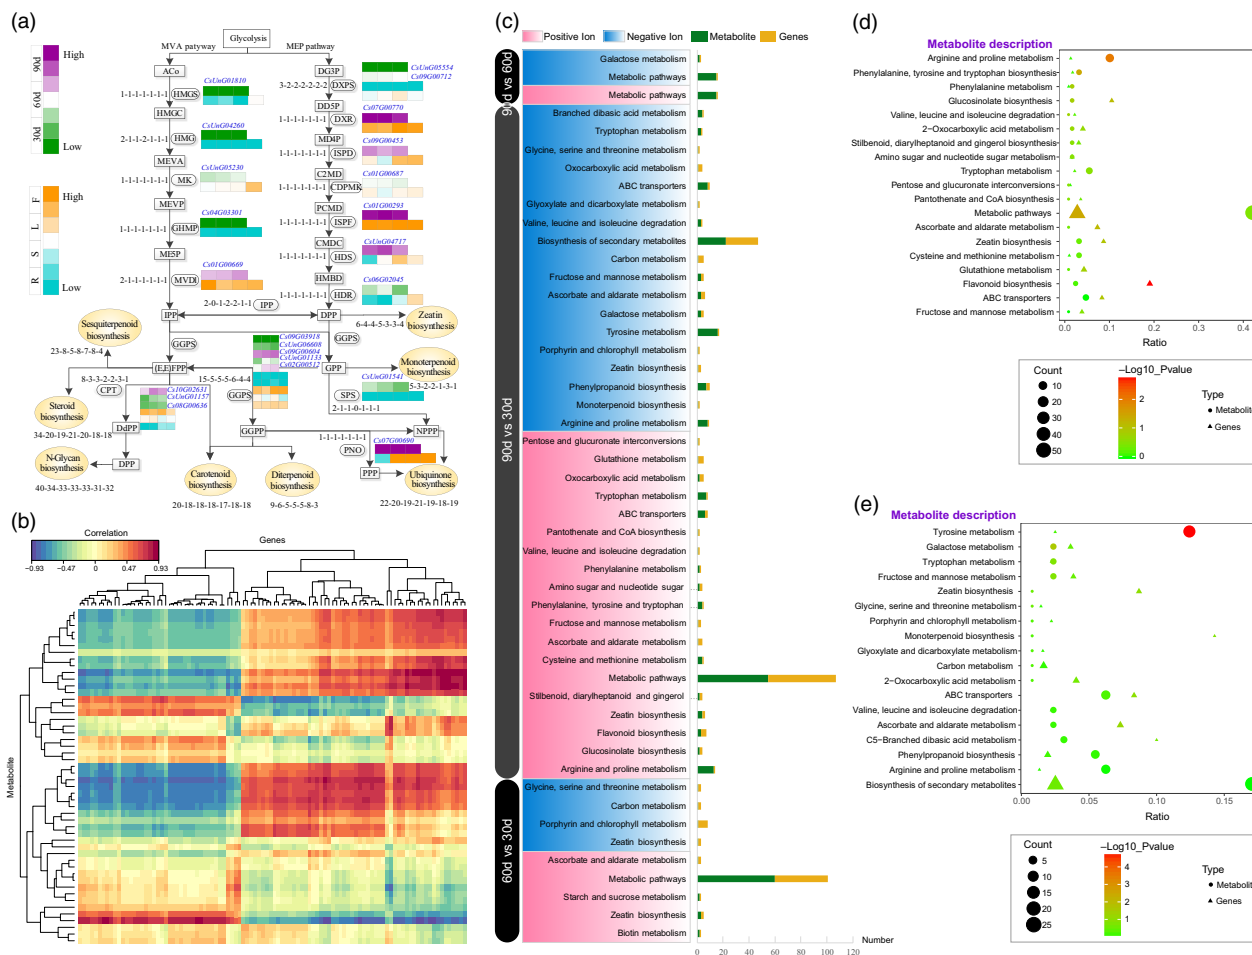 (a)
Glycolysis
MVA patyway
MEP pathway
High
90d
60d
30d
Low
High
F
L
S
R
Low
ACo
1-1-1-1-1-1-1
HMGS
CsUnG01810
HMGC
2-1-1-2-1-1-1
HMG
CsUnG04260
MEVA
CsUnG05230
1-1-1-1-1-1-1
MK
MEVP
Cs04G03301
1-1-1-1-1-1-1
GHMP
ME5P
Cs01G00669
2-1-1-1-1-1-1
MVDI
IPP
2-0-1-2-2-1-1
IPP
DPP
DG3P
CsUnG05554
Cs09G00712
3-2-2-2-2-2-2
DXPS
DD5P
Cs07G00770
1-1-1-1-1-1-1
DXR
MD4P
Cs09G00453
1-1-1-1-1-1-1
ISPD
C2MD
Cs01G00687
1-1-1-1-1-1-1
CDPMK
PCMD
Cs01G00293
1-1-1-1-1-1-1
ISPF
CMDC
CsUnG04717
1-1-1-1-1-1-1
HDS
HMBD
Cs06G02045
1-1-1-1-1-1-1
HDR
Sesquiterpenoid
biosynthesis
23-8-5-8-7-8-4
GGPS
GGPS
Zeatin
biosynthesis
6-4-4-5-3-3-4
Cs09G03918
CsUnG06608
Cs09G00604
CsUnG01133
Cs02G00512
(E,E)FPP
GPP
Monoterpenoid
biosynthesis
5-3-2-2-1-3-1
8-3-3-2-2-3-1
15-5-5-5-6-4-4
CPT
Cs10G02631
CsUnG01157
Cs08G00636
GGPS
CsUnG01541
SPS
2-1-1-0-1-1-1
Steroid
biosynthesis
34-20-19-21-20-18-18
DdPP
GGPP
NPPP
1-1-1-1-1-1-1
Cs07G00690
PNO
N-Glycan
biosynthesis
DPP
PPP
40-34-33-33-33-31-32
Carotenoid
biosynthesis
20-18-18-18-17-18-18
Diterpenoid
biosynthesis
9-6-5-5-5-8-3
Ubiquinone
biosynthesis
22-20-19-21-19-18-19
(b)
Correlation
−0.93
−0.47
0
0.47
0.93
Genes
Metabolite
(c)
Positive Ion
Negative Ion
Metabolite
Genes
90d vs 60d
Galactose metabolism
Metabolic pathways
Metabolic pathways
90d vs 30d
Branched dibasic acid metabolism
Tryptophan metabolism
Glycine, serine and threonine metabolism
Oxocarboxylic acid metabolism
ABC transporters
Glyoxylate and dicarboxylate metabolism
Valine, leucine and isoleucine degradation
Biosynthesis of secondary metabolites
Carbon metabolism
Fructose and mannose metabolism
Ascorbate and aldarate metabolism
Galactose metabolism
Tyrosine metabolism
Porphyrin and chlorophyll metabolism
Zeatin biosynthesis
Phenylpropanoid biosynthesis
Monoterpenoid biosynthesis
Arginine and proline metabolism
Pentose and glucuronate interconversions
Glutathione metabolism
Oxocarboxylic acid metabolism
Tryptophan metabolism
ABC transporters
Pantothenate and CoA biosynthesis
Valine, leucine and isoleucine degradation
Phenylalanine metabolism
Amino sugar and nucleotide sugar
Phenylalanine, tyrosine and tryptophan
Fructose and mannose metabolism
Ascorbate and aldarate metabolism
Cysteine and methionine metabolism
Metabolic pathways
Stilbenoid, diarylheptanoid and gingerol
Zeatin biosynthesis
Flavonoid biosynthesis
Glucosinolate biosynthesis
Arginine and proline metabolism
60d vs 30d
Glycine, serine and threonine metabolism
Carbon metabolism
Porphyrin and chlorophyll metabolism
Zeatin biosynthesis
Ascorbate and aldarate metabolism
Metabolic pathways
Starch and sucrose metabolism
Zeatin biosynthesis
Biotin metabolism
Number
0 20 40 60 80 100 120
(d)
Metabolite description
Arginine and proline metabolism
Phenylalanine, tyrosine and tryptophan biosynthesis
Phenylalanine metabolism
Glucosinolate biosynthesis
Valine, leucine and isoleucine degradation
2−Oxocarboxylic acid metabolism
Stilbenoid, diarylheptanoid and gingerol biosynthesis
Amino sugar and nucleotide sugar metabolism
Tryptophan metabolism
Pentose and glucuronate interconversions
Pantothenate and CoA biosynthesis
Metabolic pathways
Ascorbate and aldarate metabolism
Zeatin biosynthesis
Cysteine and methionine metabolism
Glutathione metabolism
Flavonoid biosynthesis
ABC transporters
Fructose and mannose metabolism
0.0 0.1 0.2 0.3 0.4
Ratio
Count
10
20
30
40
50
−Log10_Pvalue
2
1
0
Type
Metabolite
Genes
(e)
Metabolite description
Tyrosine metabolism
Galactose metabolism
Tryptophan metabolism
Fructose and mannose metabolism
Zeatin biosynthesis
Glycine, serine and threonine metabolism
Porphyrin and chlorophyll metabolism
Monoterpenoid biosynthesis
Glyoxylate and dicarboxylate metabolism
Carbon metabolism
2−Oxocarboxylic acid metabolism
ABC transporters
Valine, leucine and isoleucine degradation
Ascorbate and aldarate metabolism
C5−Branched dibasic acid metabolism
Phenylpropanoid biosynthesis
Arginine and proline metabolism
Biosynthesis of secondary metabolites
0.00 0.05 0.10 0.15
Ratio
Count
5
10
15
20
25
−Log10_Pvalue
4
3
2
1
Type
Metabolite
Genes